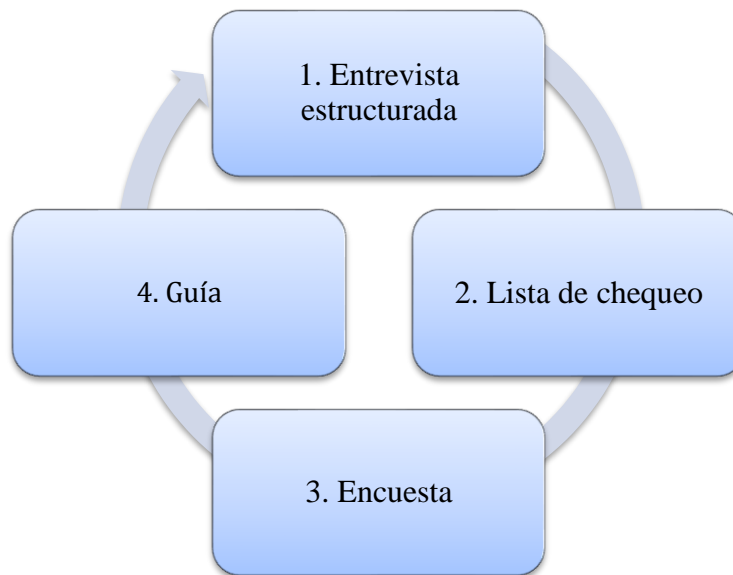 1. Entrevista
estructurada
2. Lista de chequeo
3. Encuesta
4. Guía